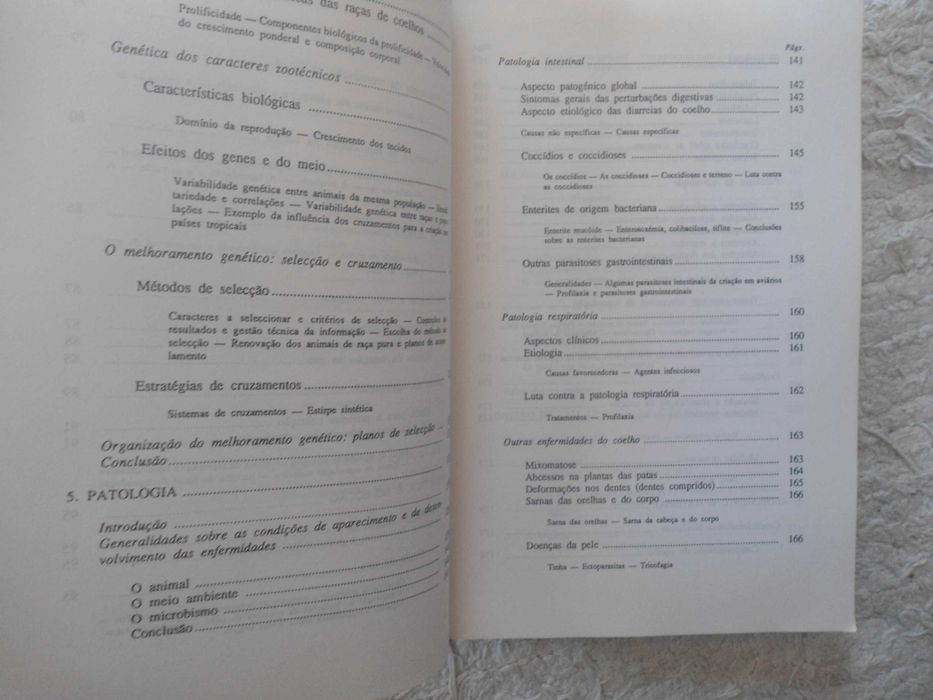 das raças de coelhos
Prolificidade — Componentes biológicos da prolificidade —
do crescimento ponderal e composição corporal
Genética dos caracteres zootécnicos
Características biológicas
Domínio da reprodução — Crescimento dos tecidos
Efeitos dos genes e do meio
Variabilidade genética entre animais da mesma população —
tariedade e correlações — Variabilidade genética entre raças e
lações — Exemplo da influência dos cruzamentos para a criação
países tropicais
O melhoramento genético: selecção e cruzamento
Métodos de selecção
Caracteres a seleccionar e critérios de selecção —
resultados e gestão técnica da informação — Escolha do método
selecção — Renovação dos animais de raça pura e planos de
lamento
Estratégias de cruzamentos
Sistemas de cruzamentos — Estirpe sintética
Organização do melhoramento genético: planos de selecção
Conclusão
5. PATOLOGIA
Introdução
Generalidades sobre as condições de aparecimento e de desen-
volvimento das enfermidades
O animal
O meio ambiente
O microbismo
Conclusão
Págs.
Patologia intestinal 141
Aspecto patogénico global 142
Sintomas gerais das perturbações digestivas 142
Aspecto etiológico das diarreias do coelho 143
Causas não específicas — Causas específicas
Coccídios e coccidioses 145
Os coccídios — As coccidioses — Coccidioses e terreno — Luta contra
as coccidioses
Enterites de origem bacteriana 155
Enterite mucóide — Enterotoxémia, colibacilose, tiflite — Conclusões
sobre as enterites bacterianas
Outras parasitoses gastrointestinais 158
Generalidades — Algumas parasitoses intestinais da criação em aviários
— Profilaxia e parasitoses gastrointestinais
Patologia respiratória 160
Aspectos clínicos 160
Etiologia 161
Causas favorecedoras — Agentes infecciosos
Luta contra a patologia respiratória 162
Tratamentos — Profilaxia
Outras enfermidades do coelho 163
Mixomatose 163
Abcessos na plantas das patas 164
Deformações nos dentes (dentes compridos) 165
Sarnas das orelhas e do corpo 166
Sarna das orelhas — Sarna da cabeça e do corpo
Doenças da pele 166
Tinha — Ectoparasitas — Tricofagia